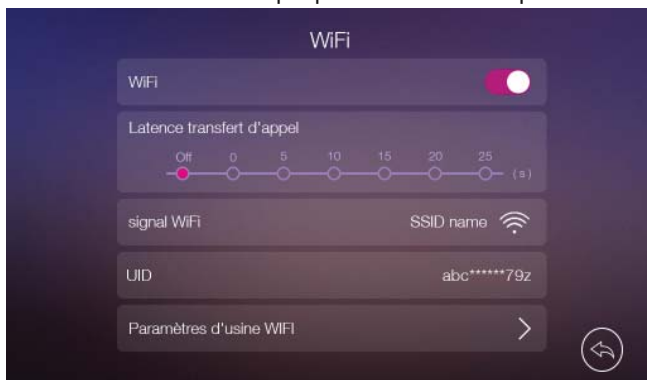 WiFi
WiFi
Latence transfert d'appel
Off 0 5 10 15 20 25 (s)
signal WiFi SSID name
UID abc******79z
Paramètres d'usine WIFI